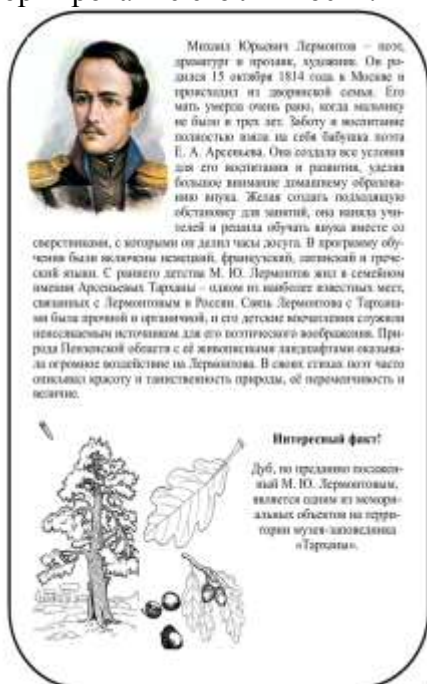 Михаил Юрьевич Лермонтов – поэт,
драматург и прозаик, художник. Он ро-
дился 15 октября 1814 года в Москве и
происходил из дворянской семьи. Его
мать умерла очень рано, когда мальчику
не было и трех лет. Заботу и воспитание
полностью взяла на себя бабушка поэта
Е. А. Арсеньева. Она создала все условия
для его воспитания и развития, уделяя
большое внимание домашнему образова-
нию внука. Желая создать подходящую
обстановку для занятий, она наняла учи-
телей и решила обучать внука вместе со
сверстниками, с которыми он делил часы досуга. В программу обу-
чения были включены немецкий, французский, латинский и грече-
ский языки. С раннего детства М. Ю. Лермонтов жил в семейном
имении Арсеньевых Тарханы – одном из наиболее известных мест,
связанных с Лермонтовым в России. Связь Лермонтова с Тархана-
ми была прочной и органичной, и его детские впечатления служили
неиссякаемым источником для его поэтического воображения. При-
рода Пензенской области с её живописными ландшафтами оказыва-
ла огромное воздействие на Лермонтова. В своих стихах поэт часто
описывал красоту и таинственность природы, её переменчивость и
величие.
Интересный факт!
Дуб, по преданию посажен-
ный М. Ю. Лермонтовым,
является одним из мемори-
альных объектов на терри-
тории музея-заповедника
«Тарханы».